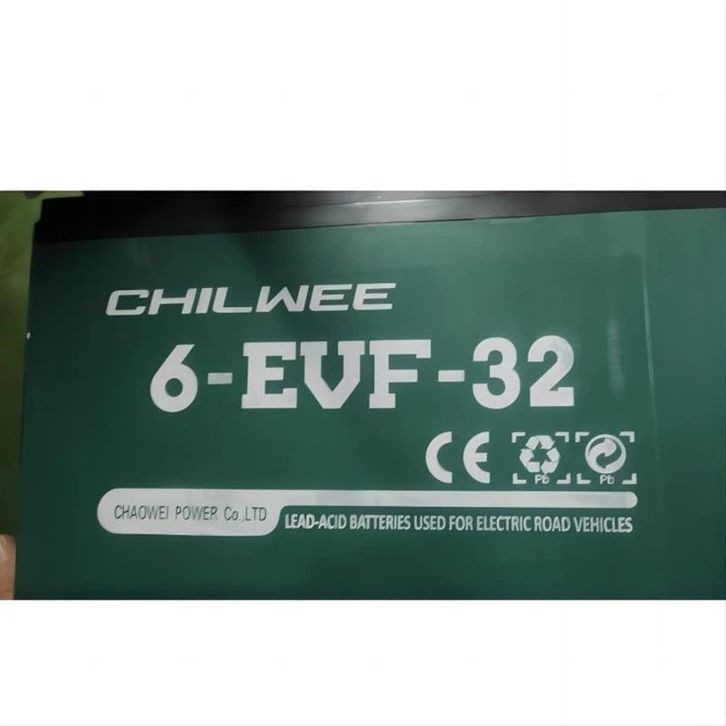 CHILWEE
6-EVF-32
CE
Pb Pb
CHAOWEI POWER Co.,LTD
LEAD-ACID BATTERIES USED FOR ELECTRIC ROAD VEHICLES